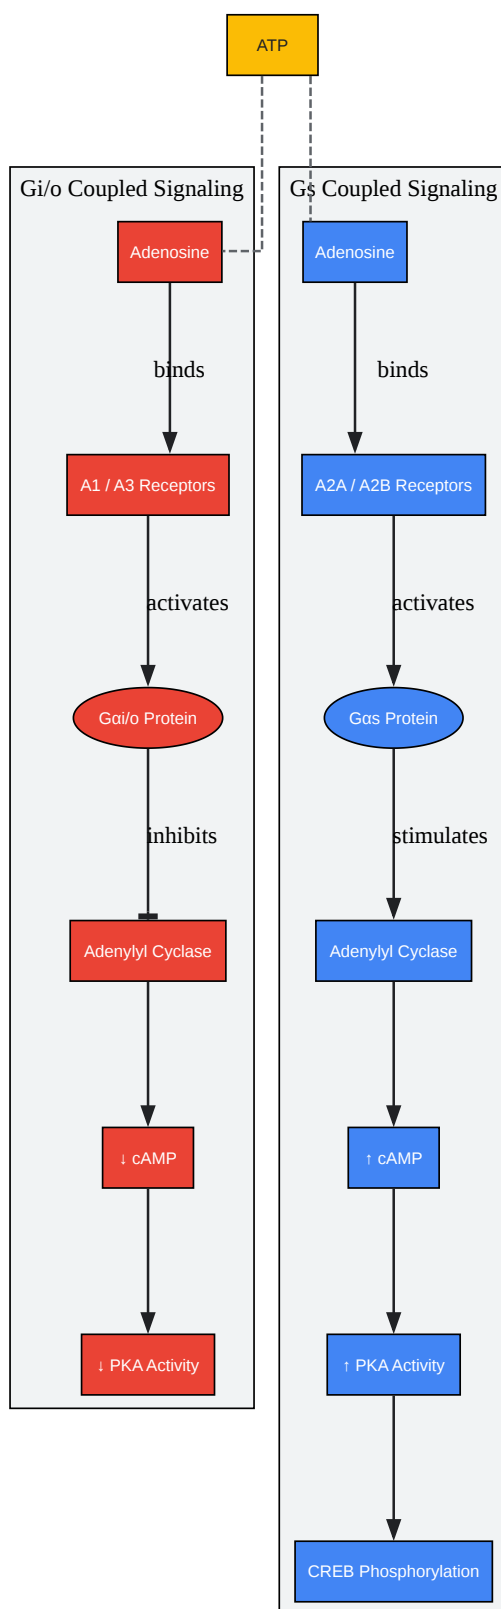 ATP
Gi/o Coupled Signaling
Adenosine
binds
A1 / A3 Receptors
activates
Gαi/o Protein
inhibits
Adenylyl Cyclase
↓ cAMP
↓ PKA Activity
Gs Coupled Signaling
Adenosine
binds
A2A / A2B Receptors
activates
Gαs Protein
stimulates
Adenylyl Cyclase
↑ cAMP
↑ PKA Activity
CREB Phosphorylation